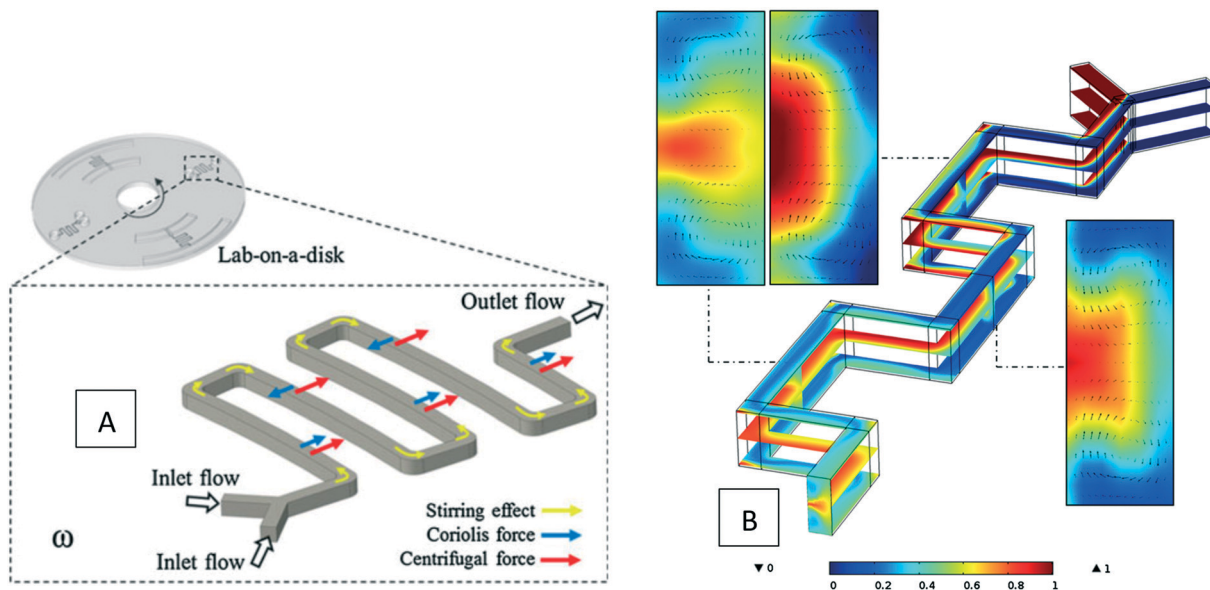 Lab-on-a-disk
Outlet flow
A
Inlet flow
Inlet flow
ω
Stirring effect
Coriolis force
Centrifugal force
B
▼ 0
0 0.2 0.4 0.6 0.8 1
▲ 1